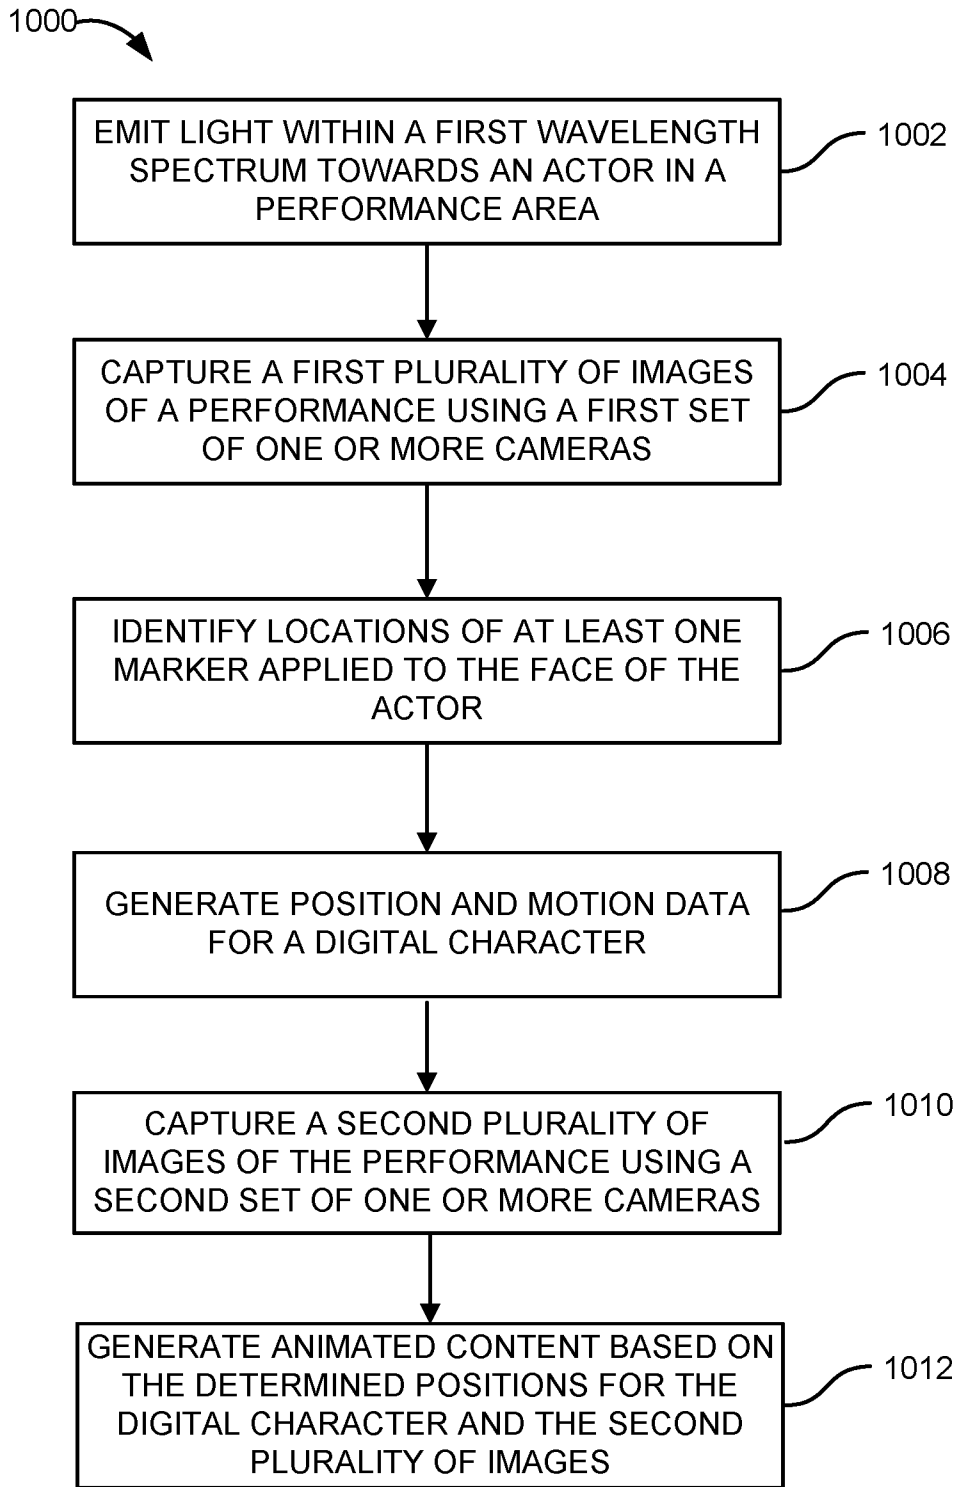 1000
EMIT LIGHT WITHIN A FIRST WAVELENGTH
SPECTRUM TOWARDS AN ACTOR IN A
PERFORMANCE AREA
1002
CAPTURE A FIRST PLURALITY OF IMAGES
OF A PERFORMANCE USING A FIRST SET
OF ONE OR MORE CAMERAS
1004
IDENTIFY LOCATIONS OF AT LEAST ONE
MARKER APPLIED TO THE FACE OF THE
ACTOR
1006
GENERATE POSITION AND MOTION DATA
FOR A DIGITAL CHARACTER
1008
CAPTURE A SECOND PLURALITY OF
IMAGES OF THE PERFORMANCE USING A
SECOND SET OF ONE OR MORE CAMERAS
1010
GENERATE ANIMATED CONTENT BASED ON
THE DETERMINED POSITIONS FOR THE
DIGITAL CHARACTER AND THE SECOND
PLURALITY OF IMAGES
1012